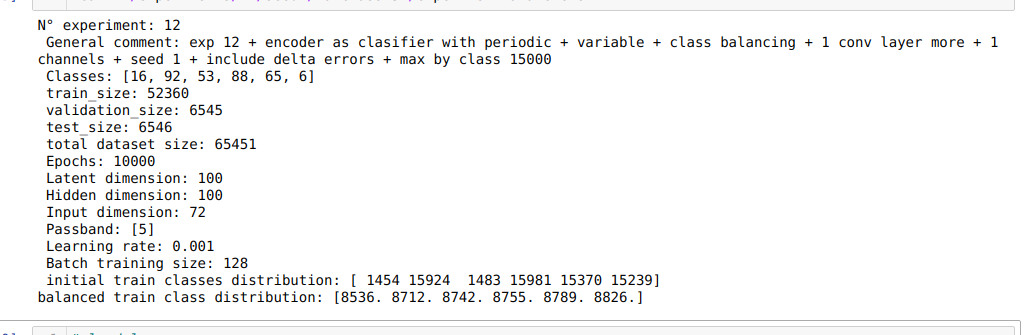 N° experiment: 12
General comment: exp 12 + encoder as clasifier with periodic + variable + class balancing + 1 conv layer more + 1
channels + seed 1 + include delta errors + max by class 15000
Classes: [16, 92, 53, 88, 65, 6]
train_size: 52360
validation_size: 6545
test_size: 6546
total dataset size: 65451
Epochs: 10000
Latent dimension: 100
Hidden dimension: 100
Input dimension: 72
Passband: [5]
Learning rate: 0.001
Batch training size: 128
initial train classes distribution: [ 1454 15924  1483 15981 15370 15239]
balanced train class distribution: [8536. 8712. 8742. 8755. 8789. 8826.]